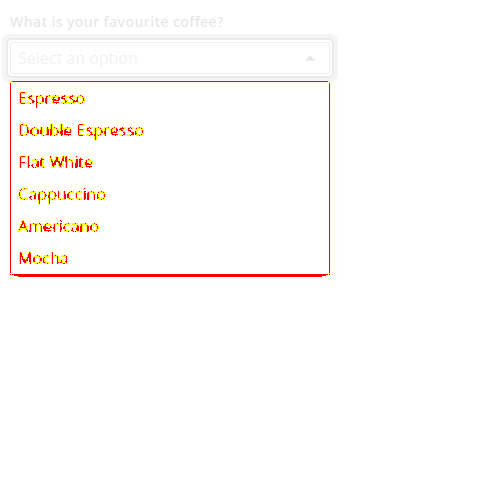 What is your favourite coffee?
Select an option
Espresso
Double Espresso
Flat White
Cappuccino
Americano
Mocha